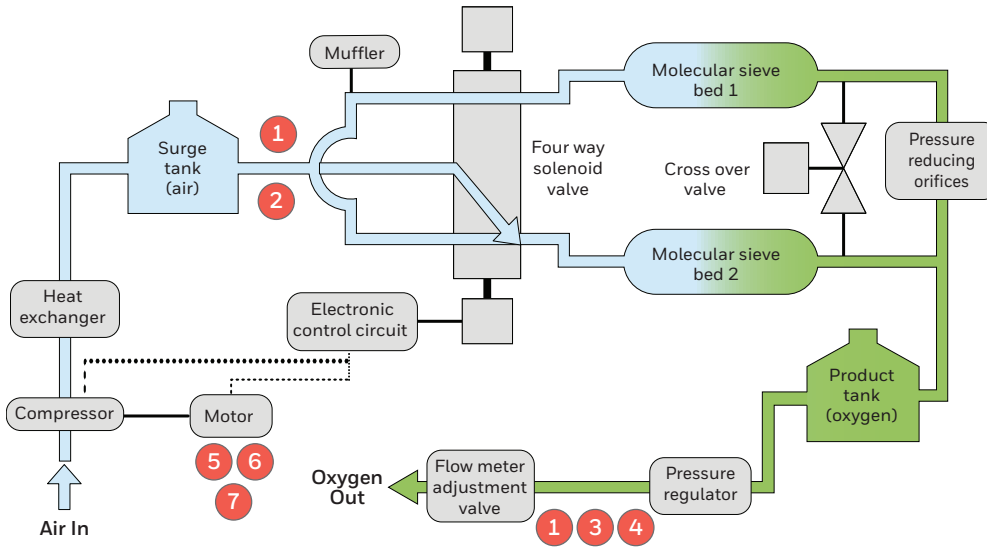 Muffler
Molecular sieve
bed 1
1
Surge
tank
(air)
2
Four way
solenoid
valve
Cross over
valve
Pressure
reducing
orifices
Molecular sieve
bed 2
Heat
exchanger
Electronic
control circuit
Product
tank
(oxygen)
Compressor
Motor
5
6
7
Air In
Oxygen
Out
Flow meter
adjustment
valve
1
3
4
Pressure
regulator